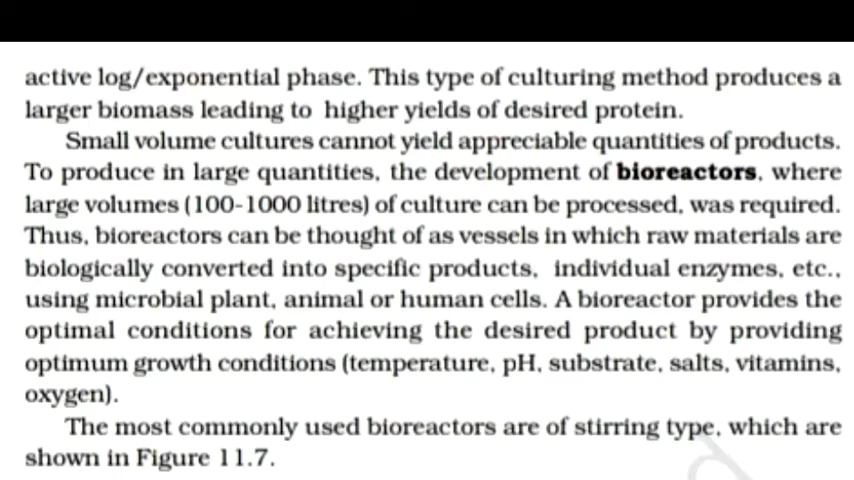 active log/exponential phase. This type of culturing method produces a
larger biomass leading to higher yields of desired protein.
Small volume cultures cannot yield appreciable quantities of products.
To produce in large quantities, the development of bioreactors, where
large volumes (100-1000 litres) of culture can be processed, was required.
Thus, bioreactors can be thought of as vessels in which raw materials are
biologically converted into specific products, individual enzymes, etc.,
using microbial plant, animal or human cells. A bioreactor provides the
optimal conditions for achieving the desired product by providing
optimum growth conditions (temperature, pH, substrate, salts, vitamins,
oxygen).
The most commonly used bioreactors are of stirring type, which are
shown in Figure 11.7.